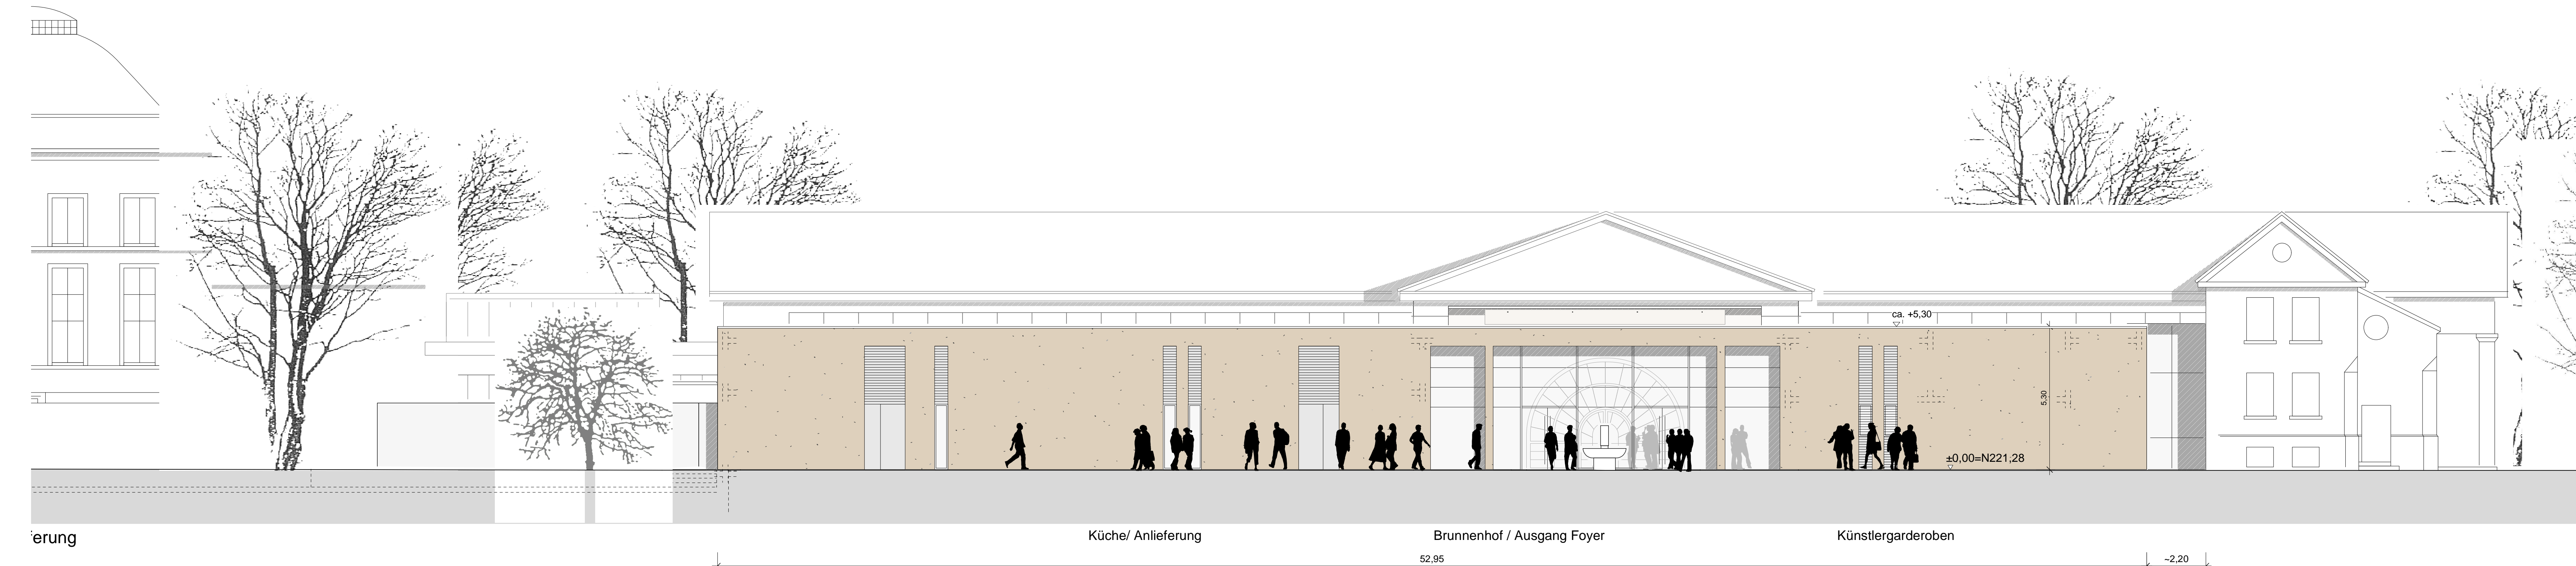 ca. +5,30
5,30
±0,00=N221,28
erung
Küche/ Anlieferung
Brunnenhof / Ausgang Foyer
Künstlergarderoben
52,95
~2,20